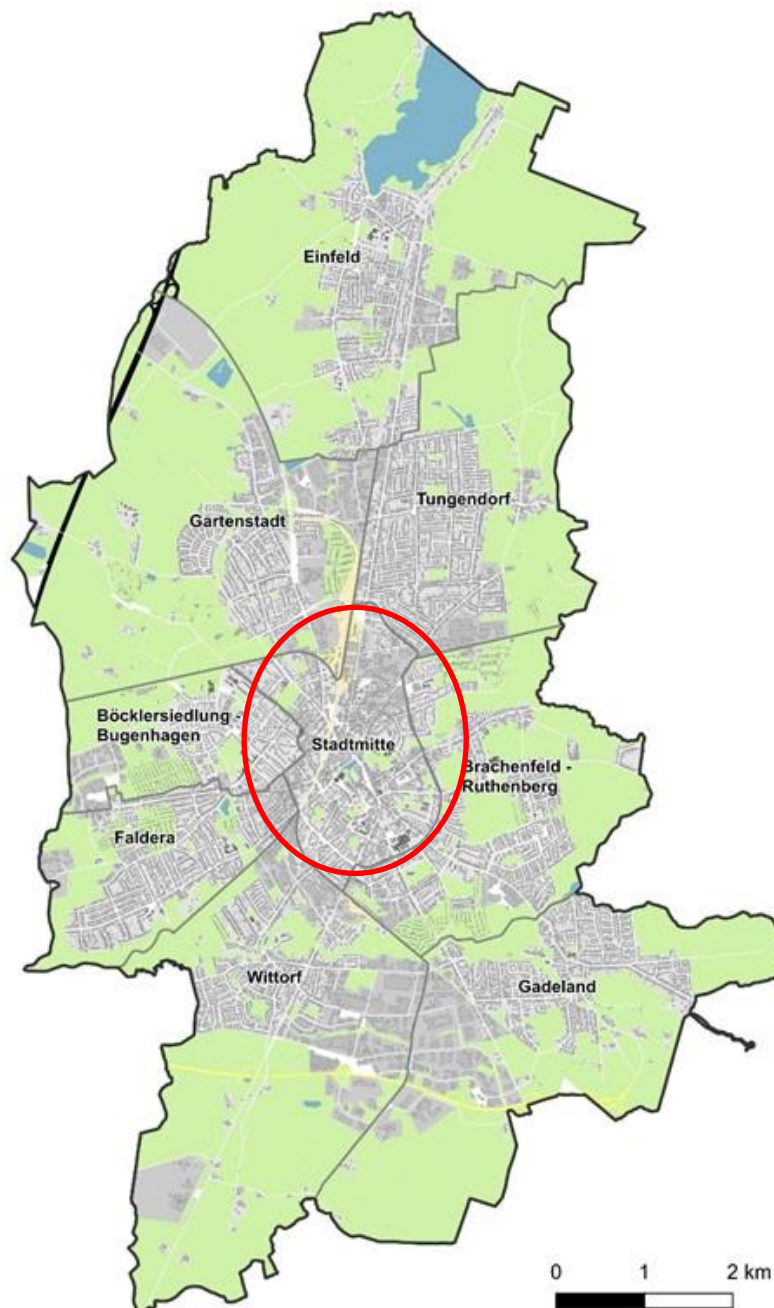 Einfeld
Tungendorf
Gartenstadt
Böcklersiedlung -
Bugenhagen
Stadtmitte
Brachenfeld -
Ruthenberg
Faldera
Wittorf
Gadeland
0 1 2 km